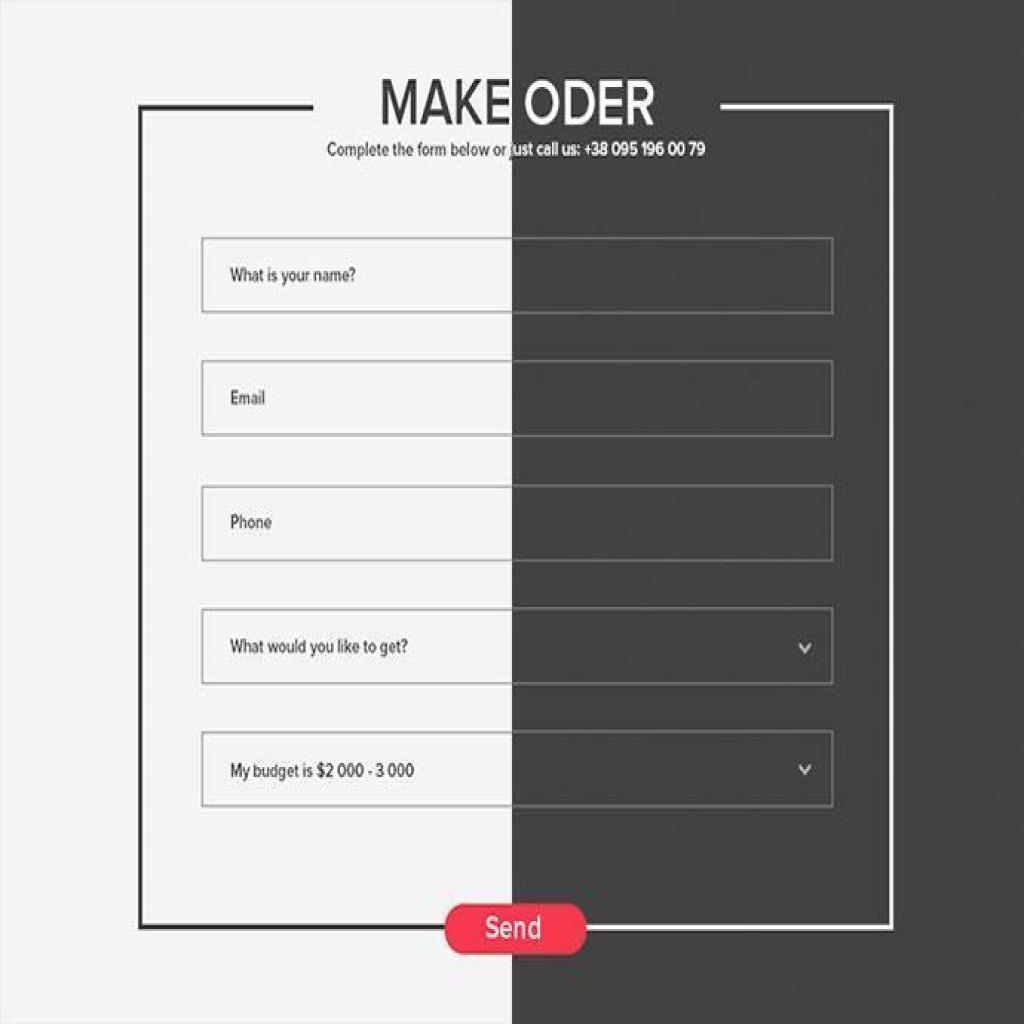 MAKE ODER
Complete the form below or just call us: +38 095 196 00 79
What is your name?
Email
Phone
What would you like to get?
My budget is $2 000 - 3 000
Send